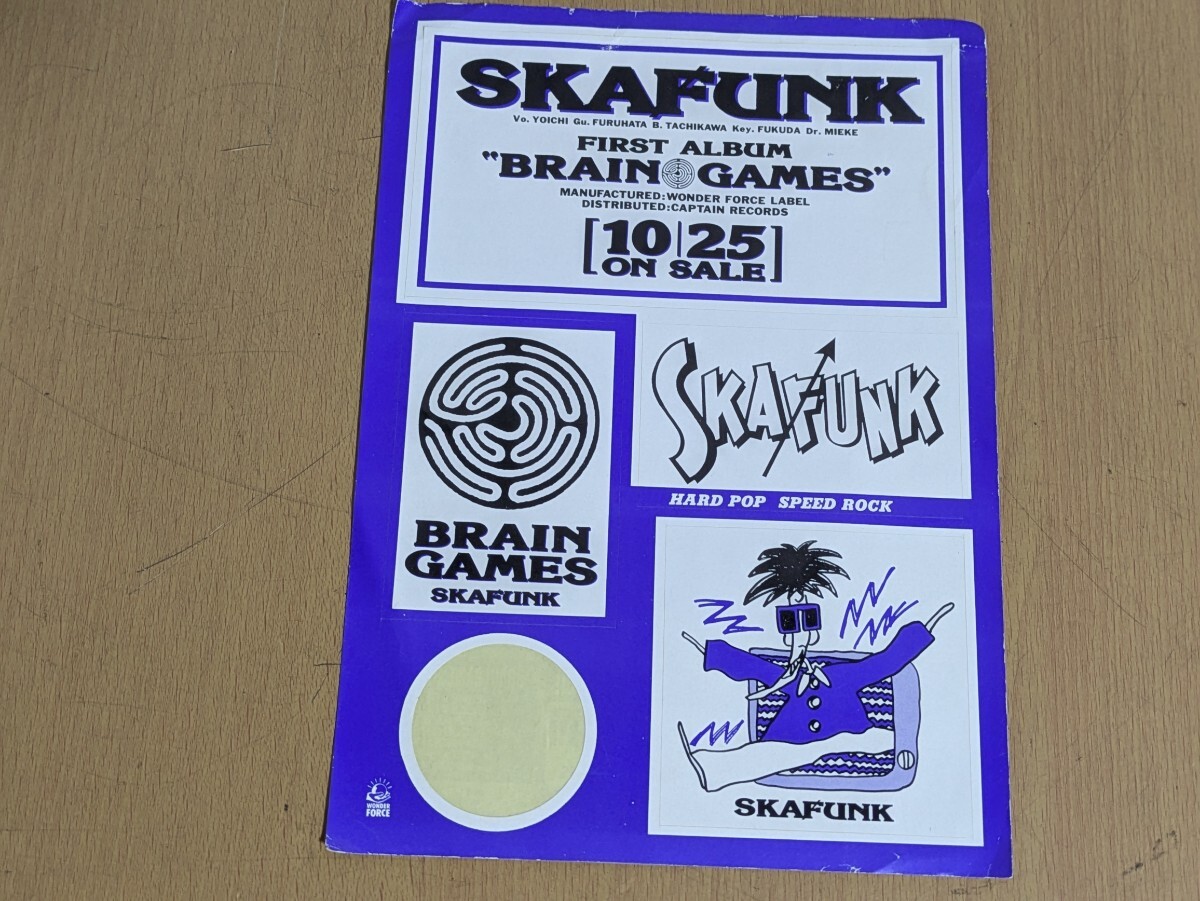 SKAFUNK
Vo. YOICHI Gu. FURUHATA B. TACHIKAWA Key. FUKUDA Dr. MIEKE
FIRST ALBUM
"BRAIN GAMES"
MANUFACTURED:WONDER FORCE LABEL
DISTRIBUTED:CAPTAIN RECORDS
[10|25]
ON SALE
BRAIN
GAMES
SKAFUNK
SKAFUNK
HARD POP SPEED ROCK
SKAFUNK
WONDER
FORCE